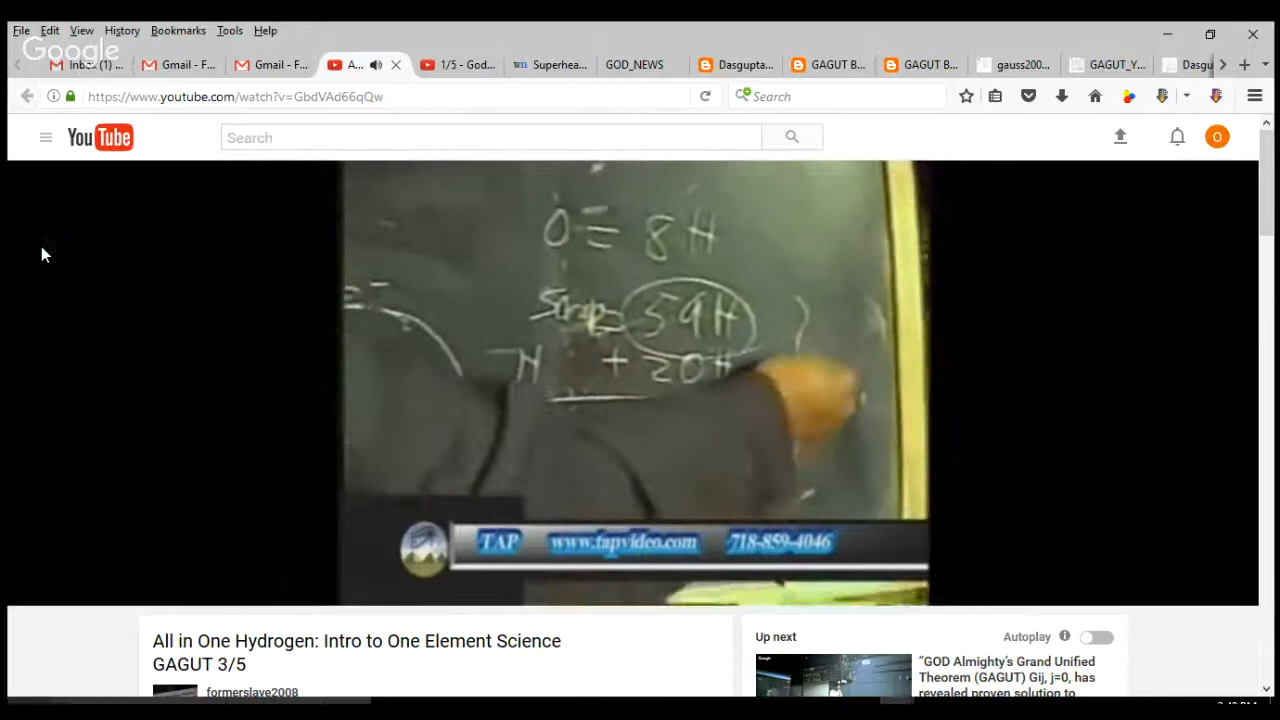 File Edit View History Bookmarks Tools Help
Google
Inbox (1) ... Gmail - F... Gmail - F... A... 1/5 - God... wn Superhea... GOD_NEWS Dasgupta... GAGUT B... GAGUT B... gauss200... GAGUT_Y... Dasgu
https://www.youtube.com/watch?v=GbdVAd66qQw Search
YouTube Search O
O = 8H
59H
+ 20H
TAP www.tapvideo.com 718-859-4046
All in One Hydrogen: Intro to One Element Science
GAGUT 3/5
formerslave2008
Up next Autoplay
Google
“GOD Almighty's Grand Unified
Theorem (GAGUT) Gij, j=0, has
revealed proven solution to